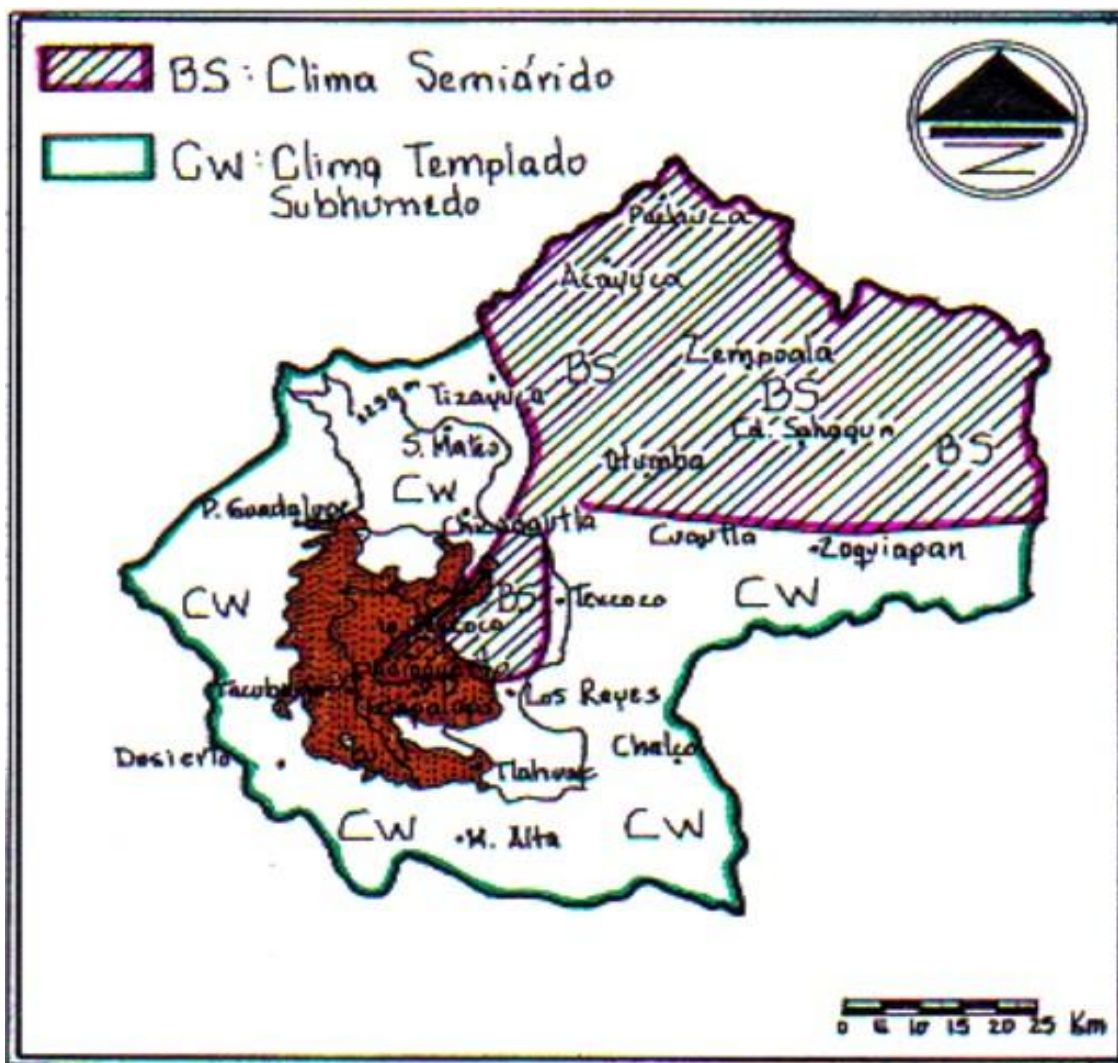 BS: Clima Semiárido
CW: Clima Templado
Subhumedo
Pachuca
Acayuca
Zempoala
BS
BS
Tizayuca
Cd. Sahagun
S. Mateo
Otumba
BS
CW
P. Guadalupe
Cuautla
Zoquiapan
CW
BS
Texcoco
CW
Los Reyes
Desierto
Chalco
Tlahuac
CW
M. Alta
CW
0 5 10 15 20 25 Km